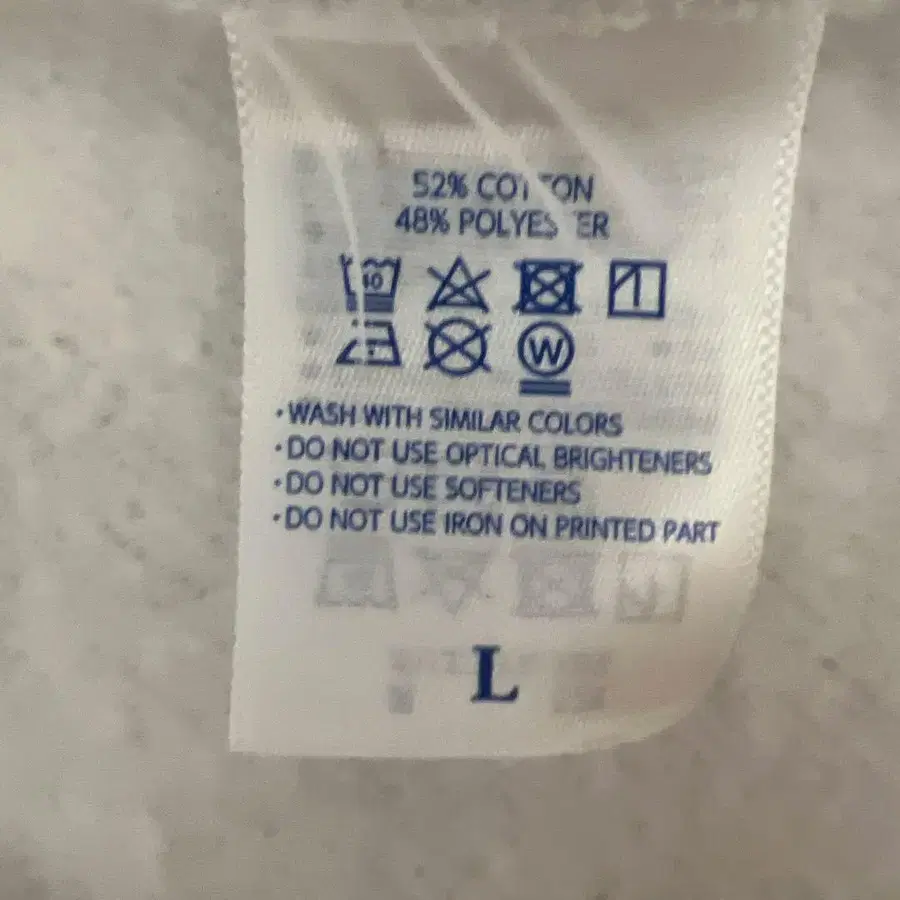 52% COTTON
48% POLYESTER
W
• WASH WITH SIMILAR COLORS
• DO NOT USE OPTICAL BRIGHTENERS
• DO NOT USE SOFTENERS
• DO NOT USE IRON ON PRINTED PART
L